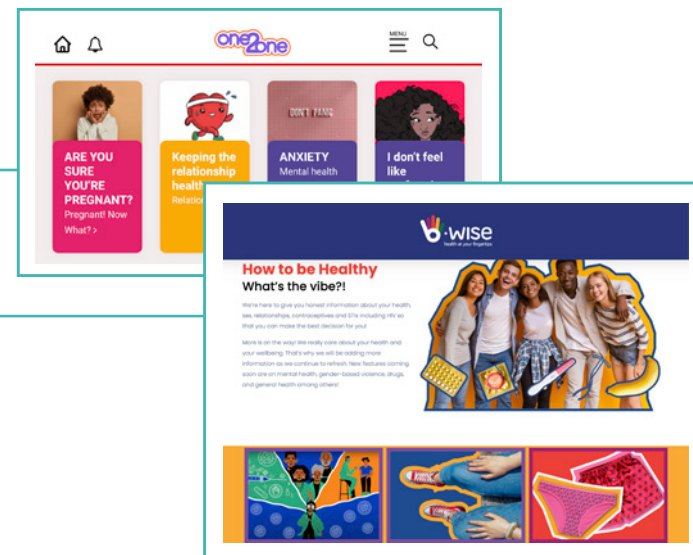 one2one
MENU
ARE YOU
SURE
YOU'RE
PREGNANT?
Pregnant! Now
What? >
Keeping the
relationship
health
Relation
DON'T PANIC
ANXIETY
Mental health
I don't feel
like
b-wise
health at your fingertips
How to be Healthy
What's the vibe?!
We're here to give you honest information about your health,
sex, relationships, contraceptives and STIs including HIV so
that you can make the best decision for you!
More is on the way! We really care about your health and
your wellbeing. That's why we will be adding more
information as we continue to refresh. New features coming
soon are on mental health, gender-based violence, drugs,
and general health among others!